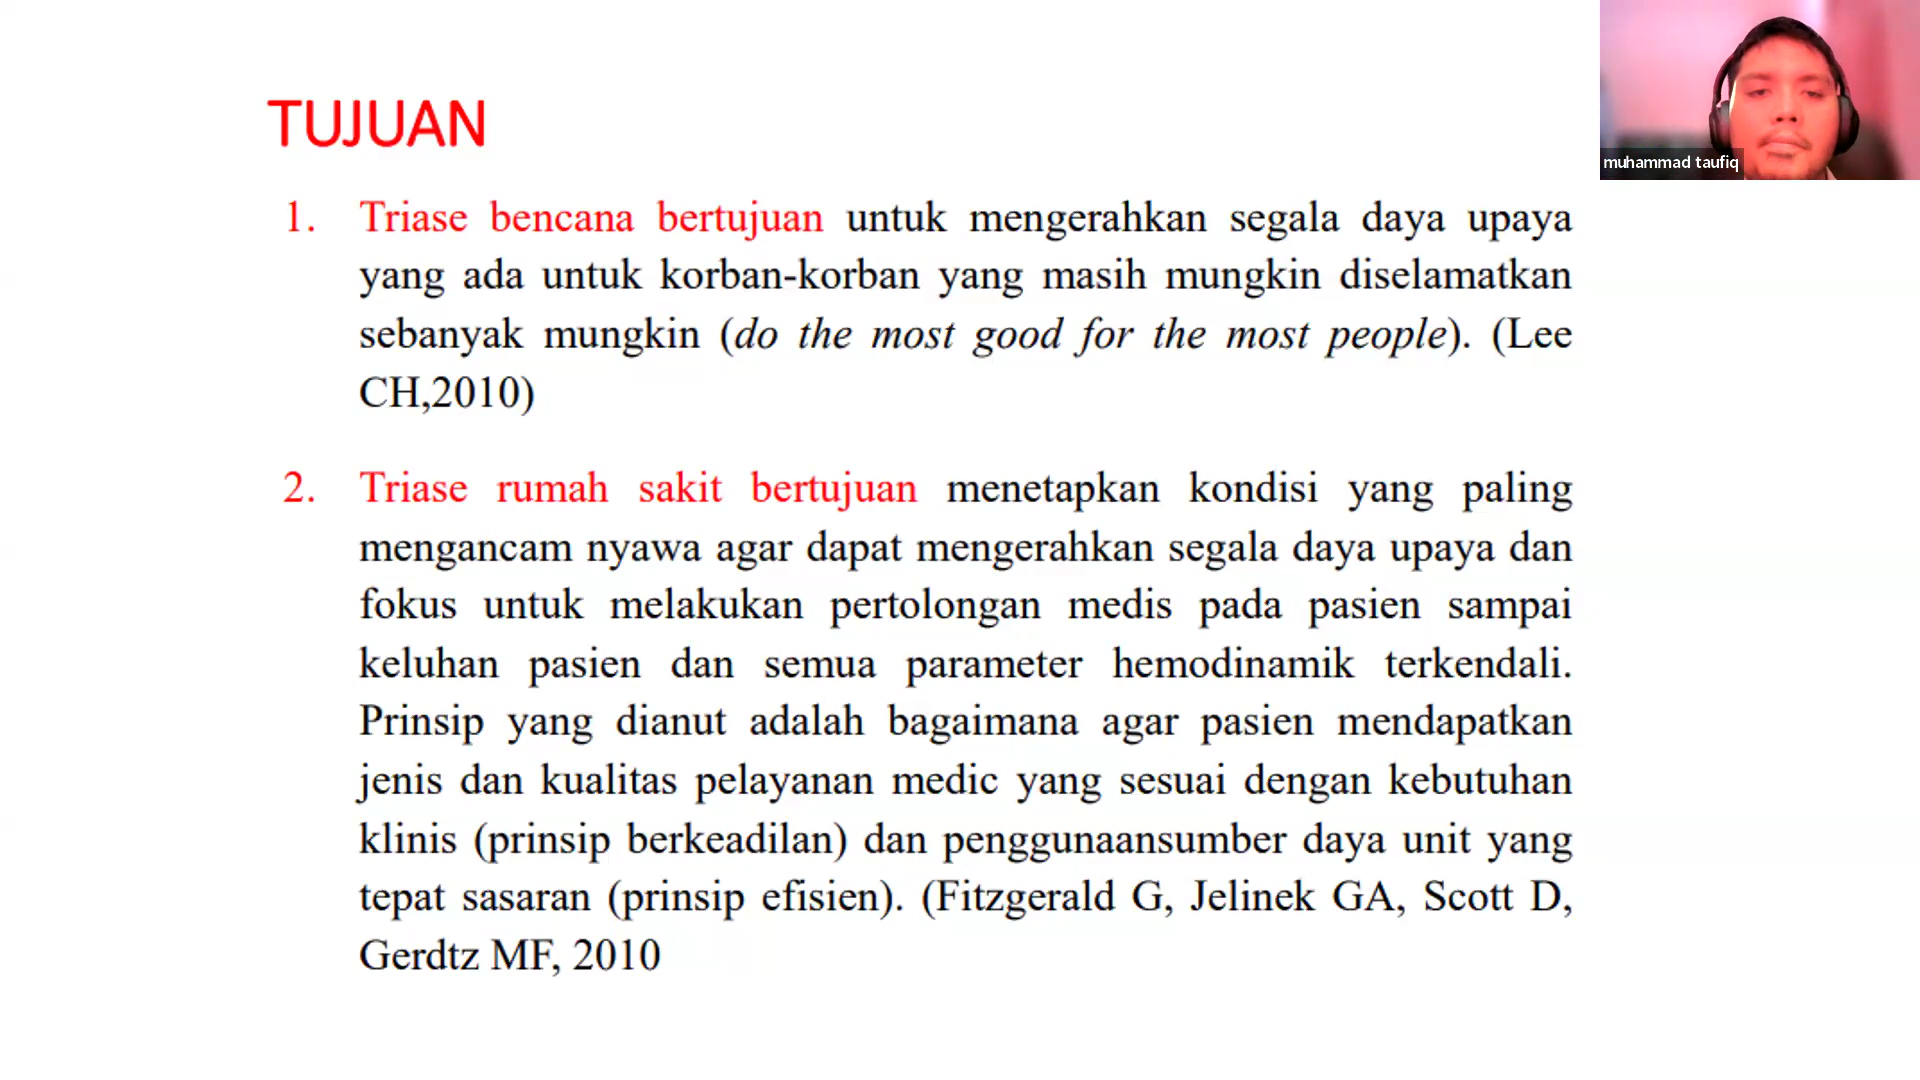 TUJUAN
1. Triase bencana bertujuan untuk mengerahkan segala daya upaya
yang ada untuk korban-korban yang masih mungkin diselamatkan
sebanyak mungkin (do the most good for the most people). (Lee
CH,2010)
2. Triase rumah sakit bertujuan menetapkan kondisi yang paling
mengancam nyawa agar dapat mengerahkan segala daya upaya dan
fokus untuk melakukan pertolongan medis pada pasien sampai
keluhan pasien dan semua parameter hemodinamik terkendali.
Prinsip yang dianut adalah bagaimana agar pasien mendapatkan
jenis dan kualitas pelayanan medic yang sesuai dengan kebutuhan
klinis (prinsip berkeadilan) dan penggunaansumber daya unit yang
tepat sasaran (prinsip efisien). (Fitzgerald G, Jelinek GA, Scott D,
Gerdtz MF, 2010
muhammad taufiq